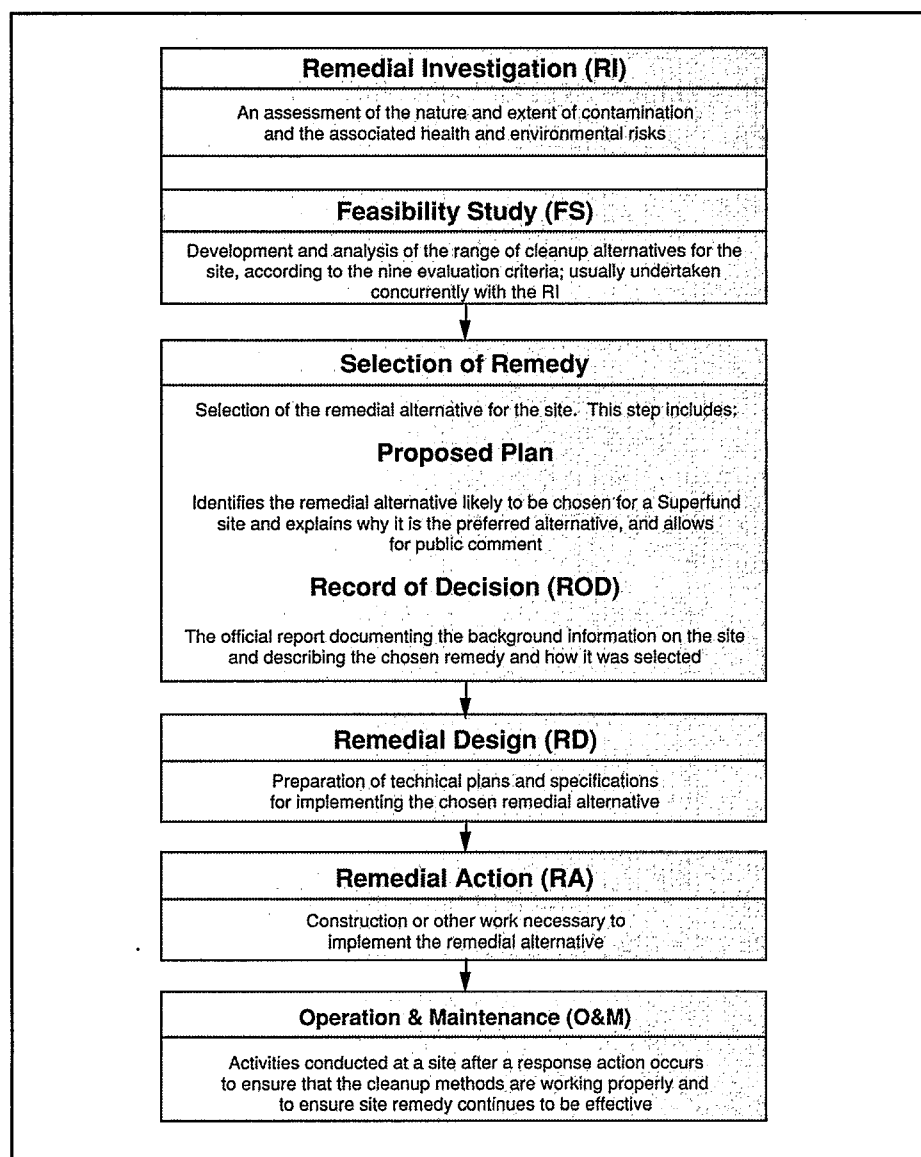 Remedial Investigation (RI)
An assessment of the nature and extent of contamination
and the associated health and environmental risks
Feasibility Study (FS)
Development and analysis of the range of cleanup alternatives for the
site, according to the nine evaluation criteria; usually undertaken
concurrently with the RI
Selection of Remedy
Selection of the remedial alternative for the site. This step includes:
Proposed Plan
Identifies the remedial alternative likely to be chosen for a Superfund
site and explains why it is the preferred alternative, and allows
for public comment
Record of Decision (ROD)
The official report documenting the background information on the site
and describing the chosen remedy and how it was selected
Remedial Design (RD)
Preparation of technical plans and specifications
for implementing the chosen remedial alternative
Remedial Action (RA)
Construction or other work necessary to
implement the remedial alternative
Operation & Maintenance (O&M)
Activities conducted at a site after a response action occurs
to ensure that the cleanup methods are working properly and
to ensure site remedy continues to be effective